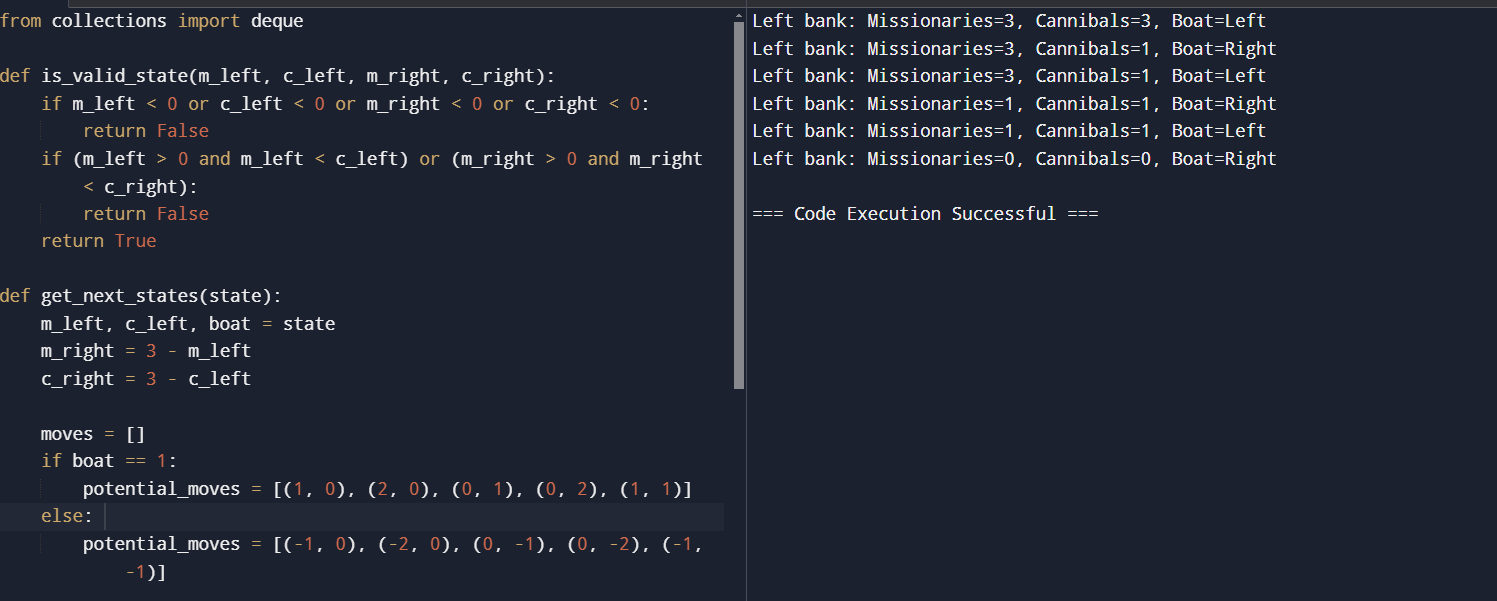 from collections import deque
def is_valid_state(m_left, c_left, m_right, c_right):
    if m_left < 0 or c_left < 0 or m_right < 0 or c_right < 0:
        return False
    if (m_left > 0 and m_left < c_left) or (m_right > 0 and m_right
        < c_right):
        return False
    return True
def get_next_states(state):
    m_left, c_left, boat = state
    m_right = 3 - m_left
    c_right = 3 - c_left
    moves = []
    if boat == 1:
        potential_moves = [(1, 0), (2, 0), (0, 1), (0, 2), (1, 1)]
    else:
        potential_moves = [(-1, 0), (-2, 0), (0, -1), (0, -2), (-1,
            -1)]
Left bank: Missionaries=3, Cannibals=3, Boat=Left
Left bank: Missionaries=3, Cannibals=1, Boat=Right
Left bank: Missionaries=3, Cannibals=1, Boat=Left
Left bank: Missionaries=1, Cannibals=1, Boat=Right
Left bank: Missionaries=1, Cannibals=1, Boat=Left
Left bank: Missionaries=0, Cannibals=0, Boat=Right
=== Code Execution Successful ===